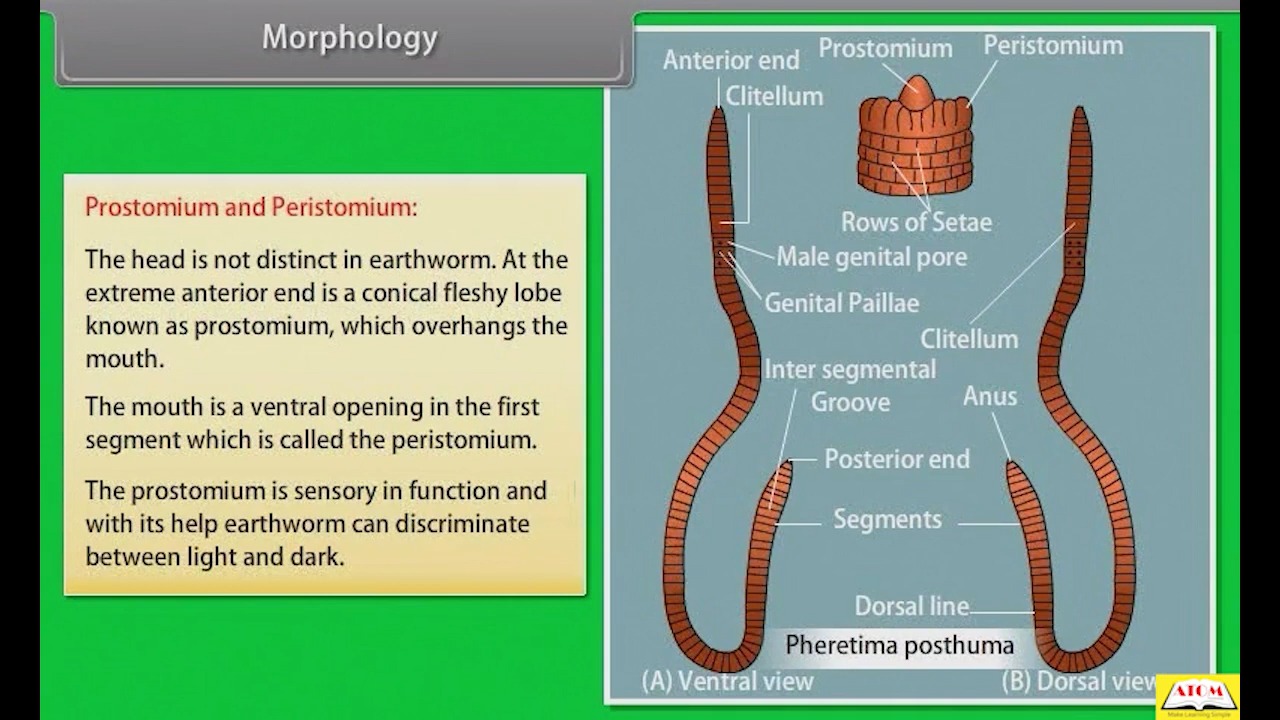 Morphology
Prostomium and Peristomium:
The head is not distinct in earthworm. At the
extreme anterior end is a conical fleshy lobe
known as prostomium, which overhangs the
mouth.
The mouth is a ventral opening in the first
segment which is called the peristomium.
The prostomium is sensory in function and
with its help earthworm can discriminate
between light and dark.
Anterior end
Prostomium
Peristomium
Clitellum
Rows of Setae
Male genital pore
Genital Paillae
Clitellum
Inter segmental
Groove
Anus
Posterior end
Segments
Dorsal line
Pheretima posthuma
(A) Ventral view
(B) Dorsal view
ATOM
Make Learning Simple